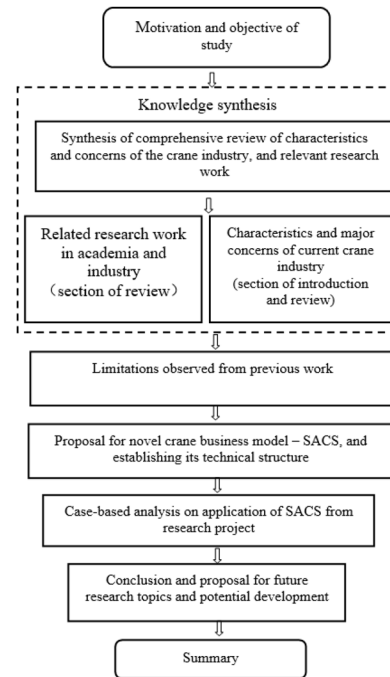 Motivation and objective of
study
Knowledge synthesis
Synthesis of comprehensive review of characteristics
and concerns of the crane industry, and relevant research
work
Related research work
in academia and
industry
(section of review)
Characteristics and major
concerns of current crane
industry
(section of introduction
and review)
Limitations observed from previous work
Proposal for novel crane business model – SACS, and
establishing its technical structure
Case-based analysis on application of SACS from
research project
Conclusion and proposal for future
research topics and potential development
Summary